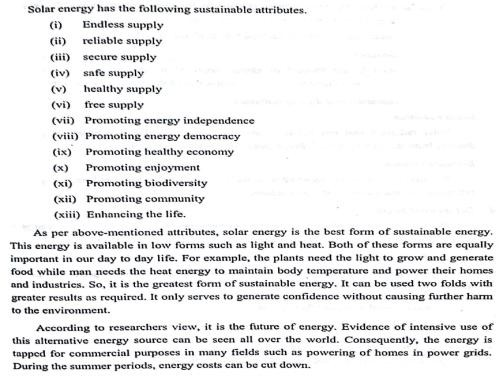 Solar energy has the following sustainable attributes.
(i) Endless supply
(ii) reliable supply
(iii) secure supply
(iv) safe supply
(v) healthy supply
(vi) free supply
(vii) Promoting energy independence
(viii) Promoting energy democracy
(ix) Promoting healthy economy
(x) Promoting enjoyment
(xi) Promoting biodiversity
(xii) Promoting community
(xiii) Enhancing the life.
As per above-mentioned attributes, solar energy is the best form of sustainable energy.
This energy is available in low forms such as light and heat. Both of these forms are equally
important in our day to day life. For example, the plants need the light to grow and generate
food while man needs the heat energy to maintain body temperature and power their homes
and industries. So, it is the greatest form of sustainable energy. It can be used two folds with
greater results as required. It only serves to generate confidence without causing further harm
to the environment.
According to researchers view, it is the future of energy. Evidence of intensive use of
this alternative energy source can be seen all over the world. Consequently, the energy is
tapped for commercial purposes in many fields such as powering of homes in power grids.
During the summer periods, energy costs can be cut down.